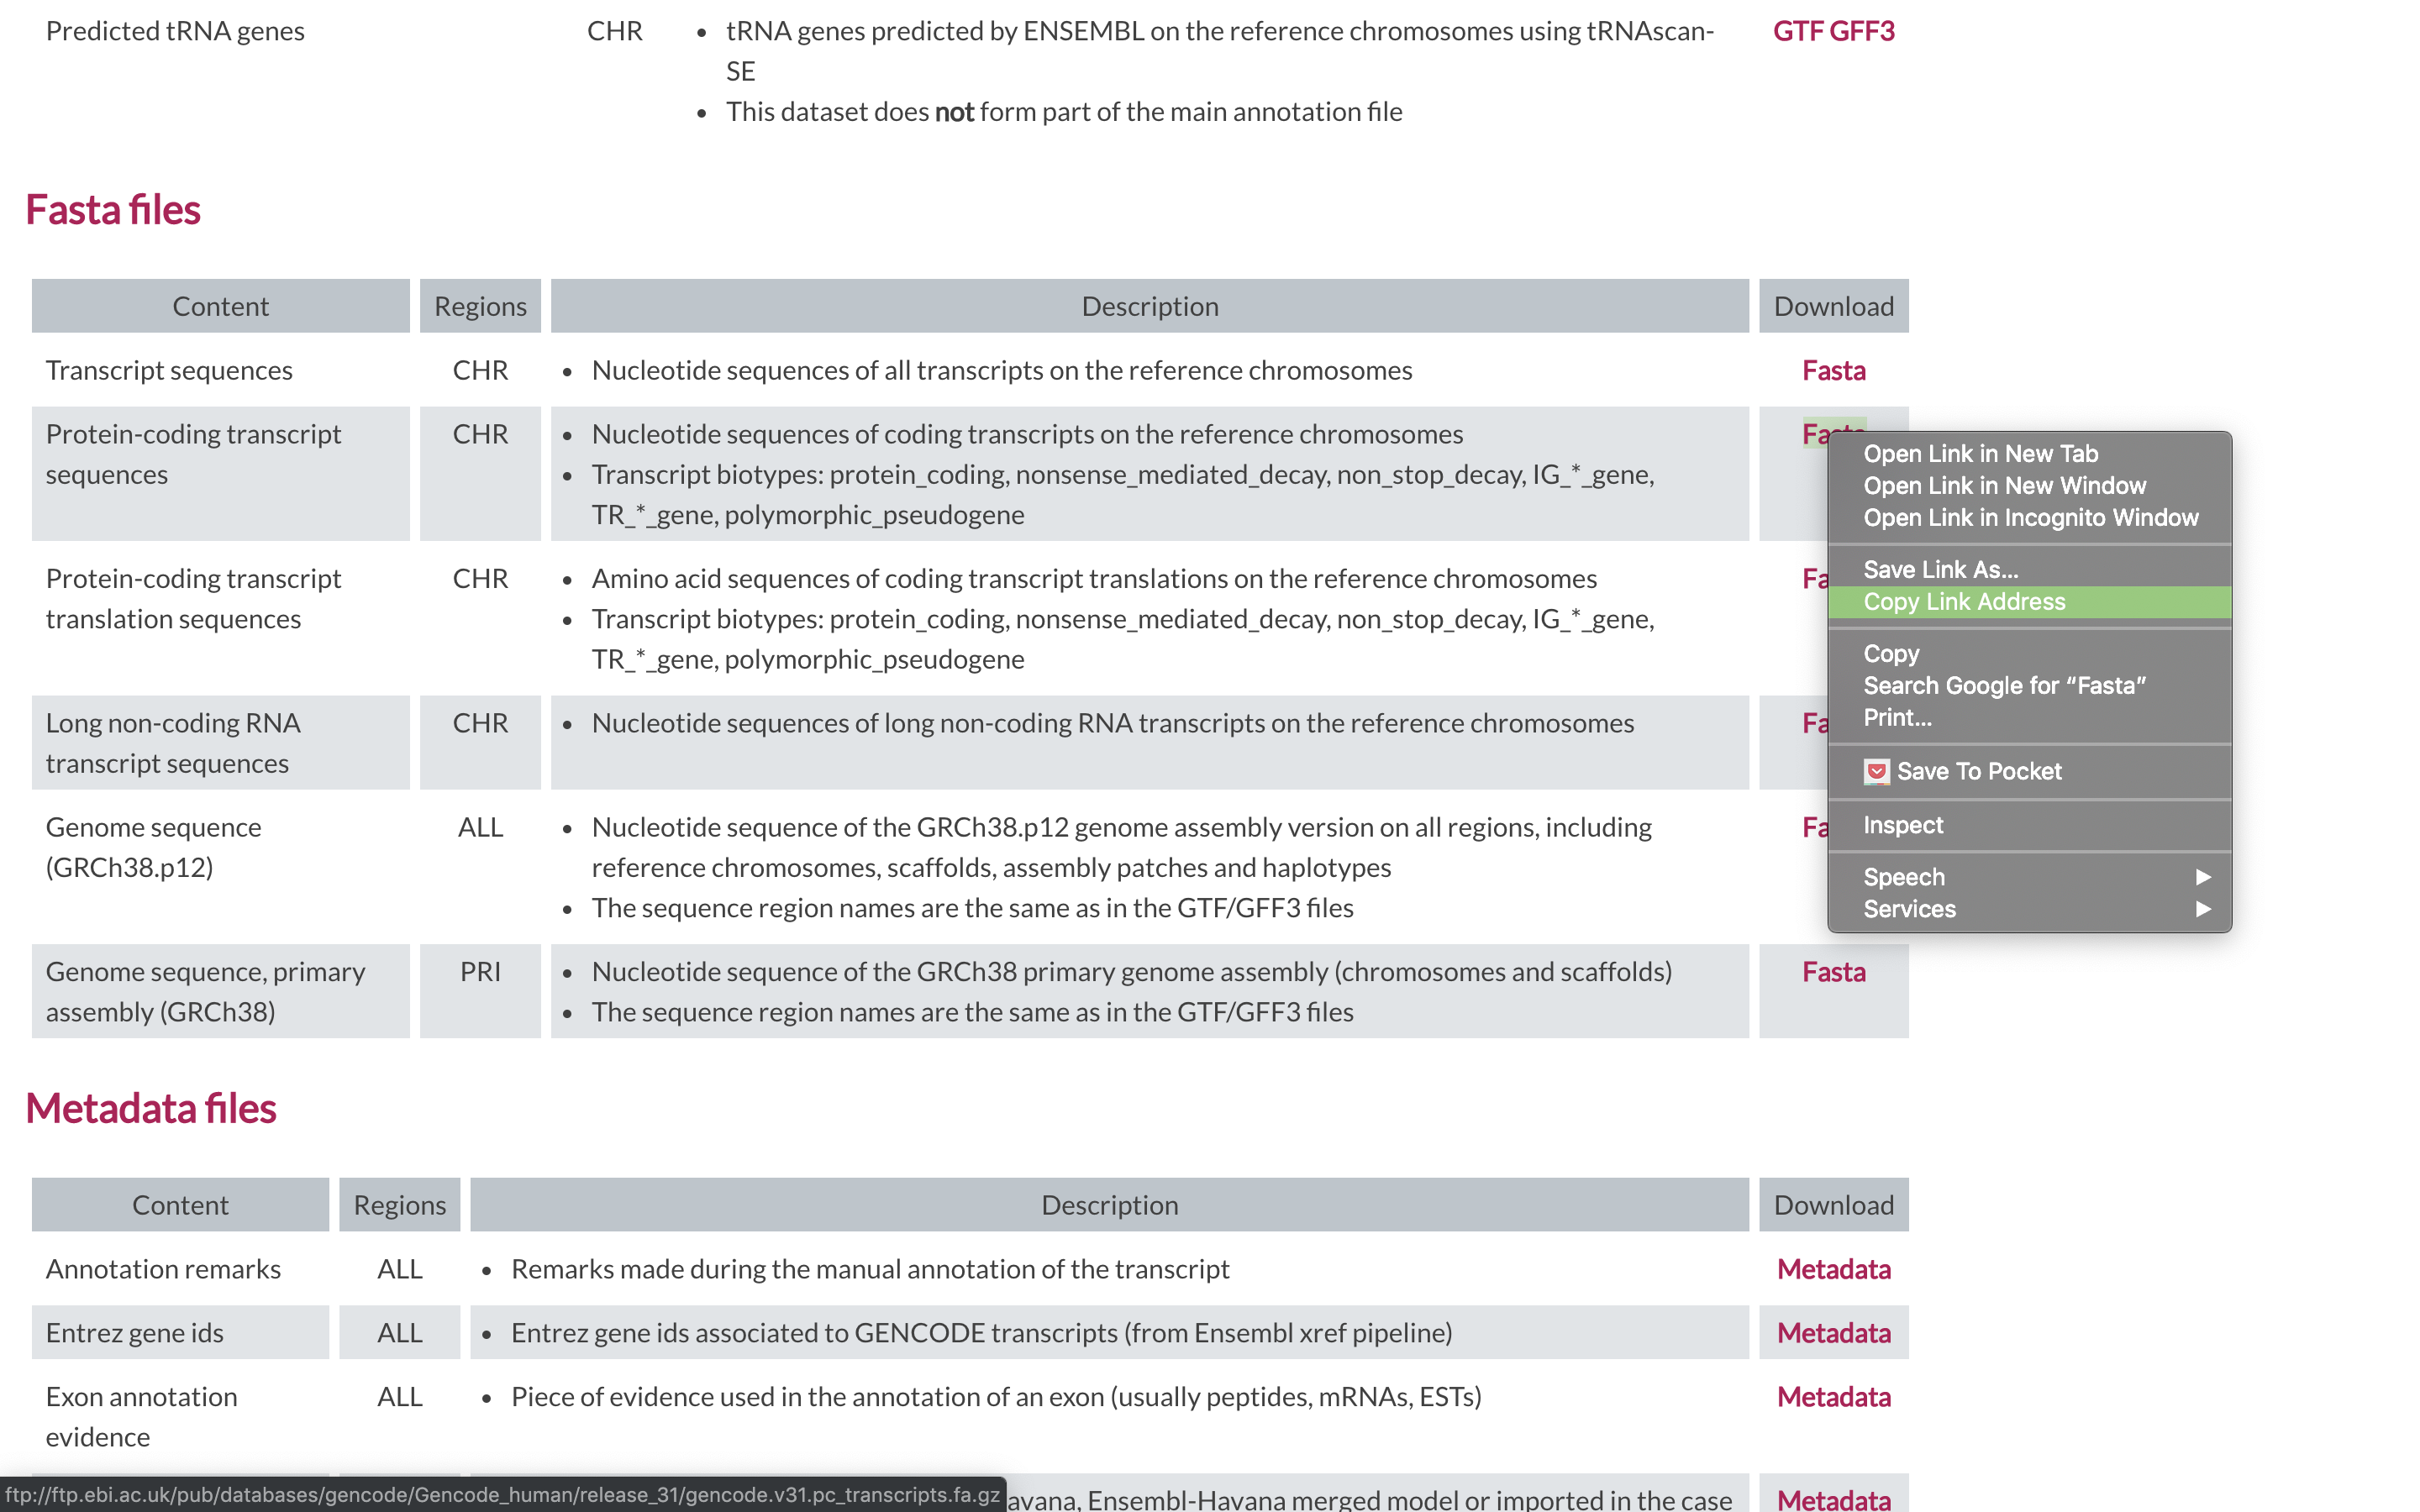 Predicted tRNA genes CHR • tRNA genes predicted by ENSEMBL on the reference chromosomes using tRNAscan- GTF GFF3
SE
• This dataset does not form part of the main annotation file
Fasta files
Content Regions Description Download
Transcript sequences CHR • Nucleotide sequences of all transcripts on the reference chromosomes Fasta
Protein-coding transcript CHR • Nucleotide sequences of coding transcripts on the reference chromosomes Fasta
sequences • Transcript biotypes: protein_coding, nonsense_mediated_decay, non_stop_decay, IG_*_gene,
TR_*_gene, polymorphic_pseudogene
Protein-coding transcript CHR • Amino acid sequences of coding transcript translations on the reference chromosomes Fa
translation sequences • Transcript biotypes: protein_coding, nonsense_mediated_decay, non_stop_decay, IG_*_gene,
TR_*_gene, polymorphic_pseudogene
Long non-coding RNA CHR • Nucleotide sequences of long non-coding RNA transcripts on the reference chromosomes Fa
transcript sequences
Genome sequence ALL • Nucleotide sequence of the GRCh38.p12 genome assembly version on all regions, including Fa
(GRCh38.p12) reference chromosomes, scaffolds, assembly patches and haplotypes
• The sequence region names are the same as in the GTF/GFF3 files
Genome sequence, primary PRI • Nucleotide sequence of the GRCh38 primary genome assembly (chromosomes and scaffolds) Fasta
assembly (GRCh38) • The sequence region names are the same as in the GTF/GFF3 files
Open Link in New Tab
Open Link in New Window
Open Link in Incognito Window
Save Link As...
Copy Link Address
Copy
Search Google for “Fasta”
Print...
Save To Pocket
Inspect
Speech
Services
Metadata files
Content Regions Description Download
Annotation remarks ALL • Remarks made during the manual annotation of the transcript Metadata
Entrez gene ids ALL • Entrez gene ids associated to GENCODE transcripts (from Ensembl xref pipeline) Metadata
Exon annotation ALL • Piece of evidence used in the annotation of an exon (usually peptides, mRNAs, ESTs) Metadata
evidence
avana, Ensembl-Havana merged model or imported in the case Metadata
ftp://ftp.ebi.ac.uk/pub/databases/gencode/Gencode_human/release_31/gencode.v31.pc_transcripts.fa.gz